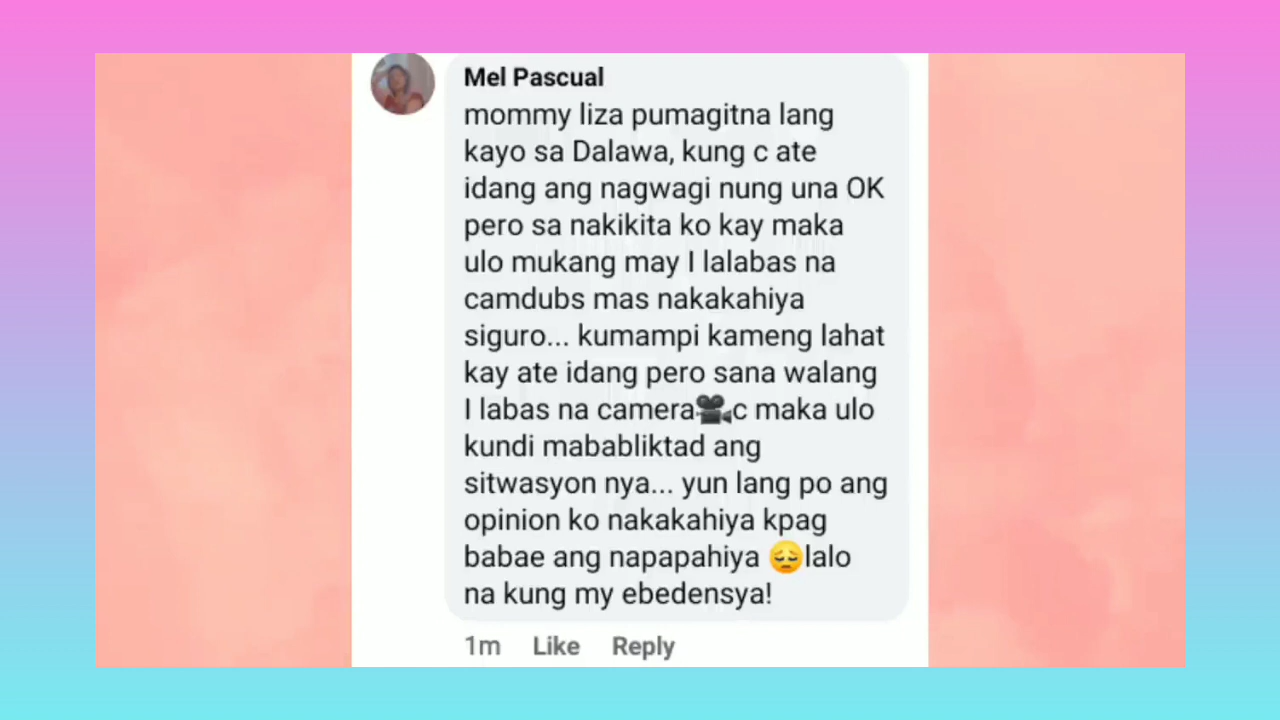 Mel Pascual
mommy liza pumagitna lang
kayo sa Dalawa, kung c ate
idang ang nagwagi nung una OK
pero sa nakikita ko kay maka
ulo mukang may I lalabas na
camdubs mas nakakahiya
siguro... kumampi kameng lahat
kay ate idang pero sana walang
I labas na camera🎥c maka ulo
kundi mababliktad ang
sitwasyon nya... yun lang po ang
opinion ko nakakahiya kpag
babae ang napapahiya 😔lalo
na kung my ebedensya!
1m Like Reply